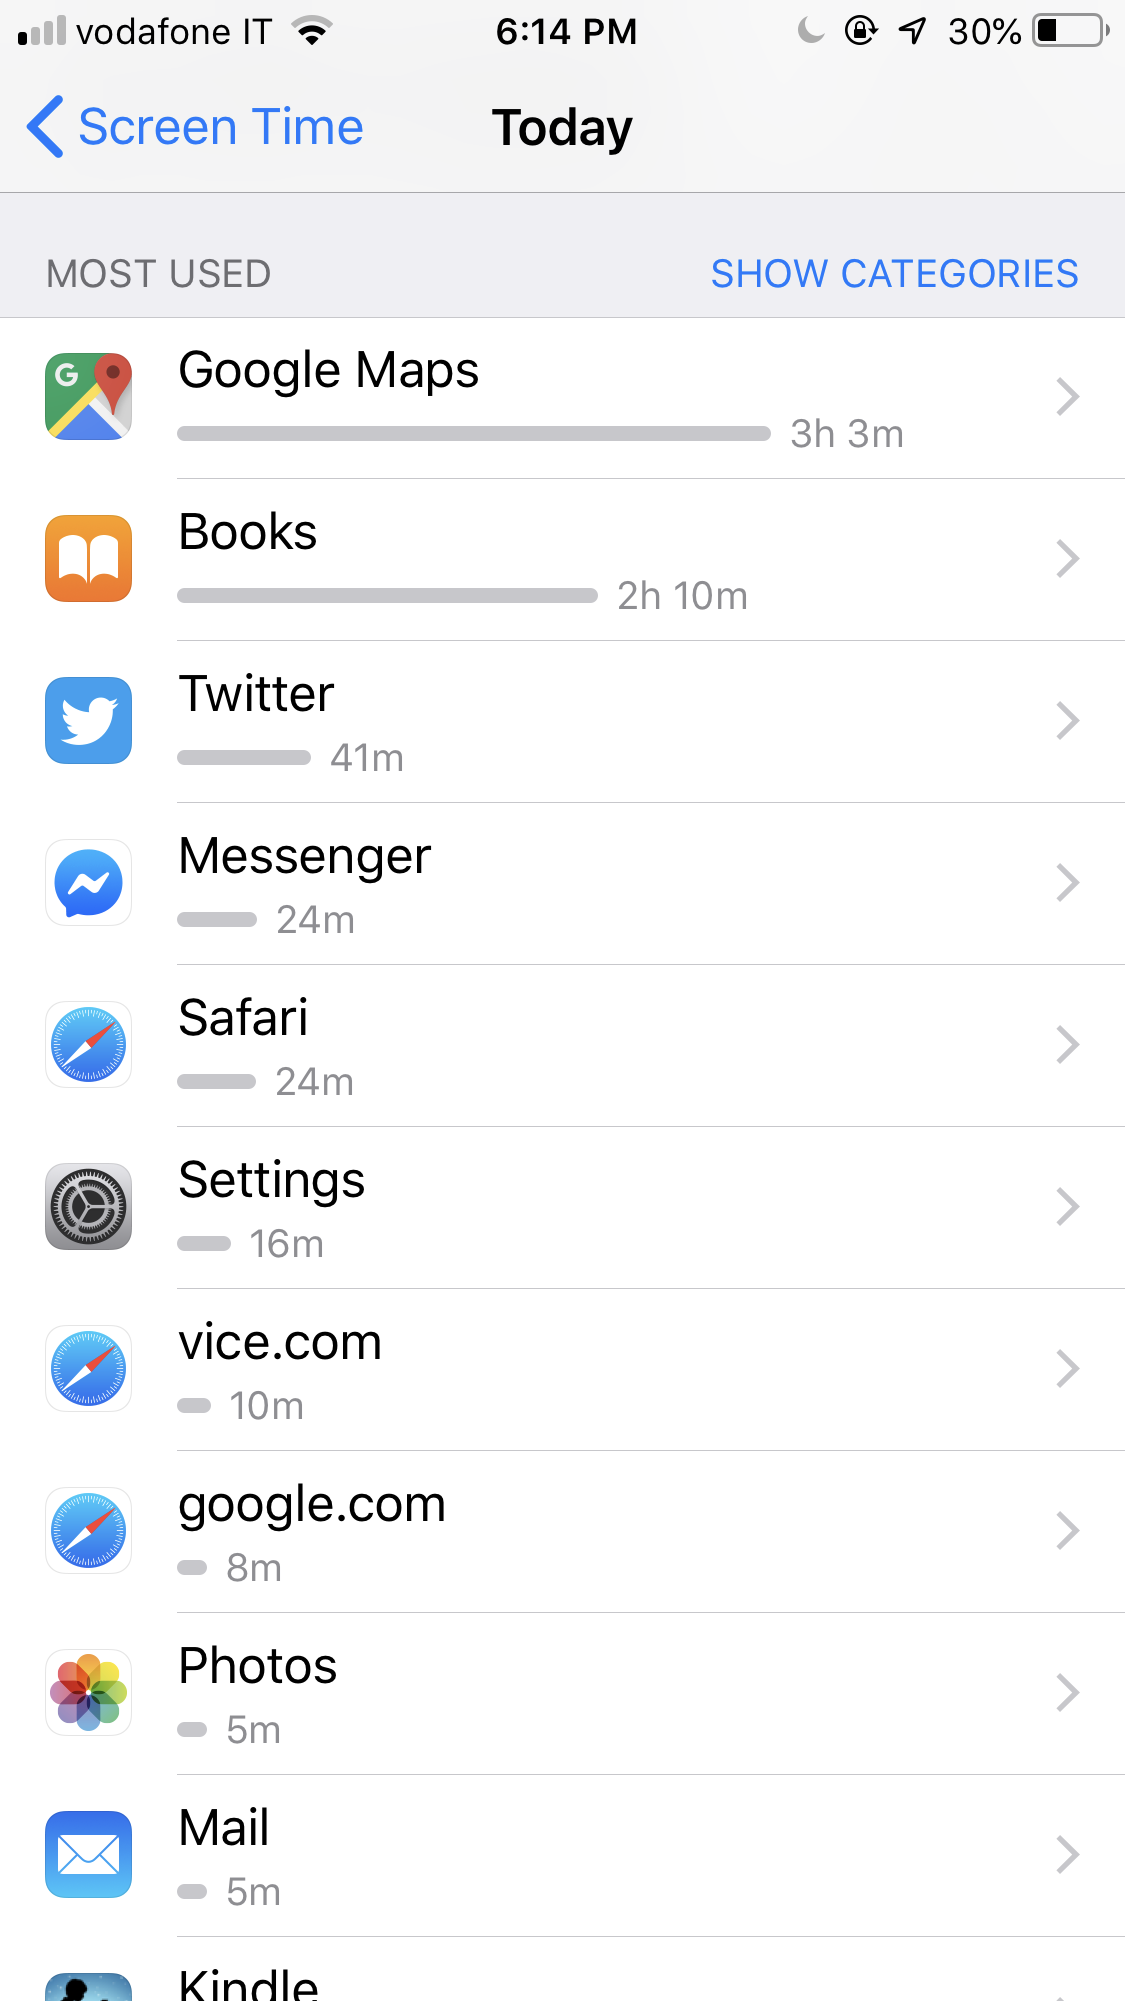 vodafone IT 6:14 PM 30%
Screen Time Today
MOST USED SHOW CATEGORIES
G
Google Maps
3h 3m
Books
2h 10m
Twitter
41m
Messenger
24m
Safari
24m
Settings
16m
vice.com
10m
google.com
8m
Photos
5m
Mail
5m
Kindle